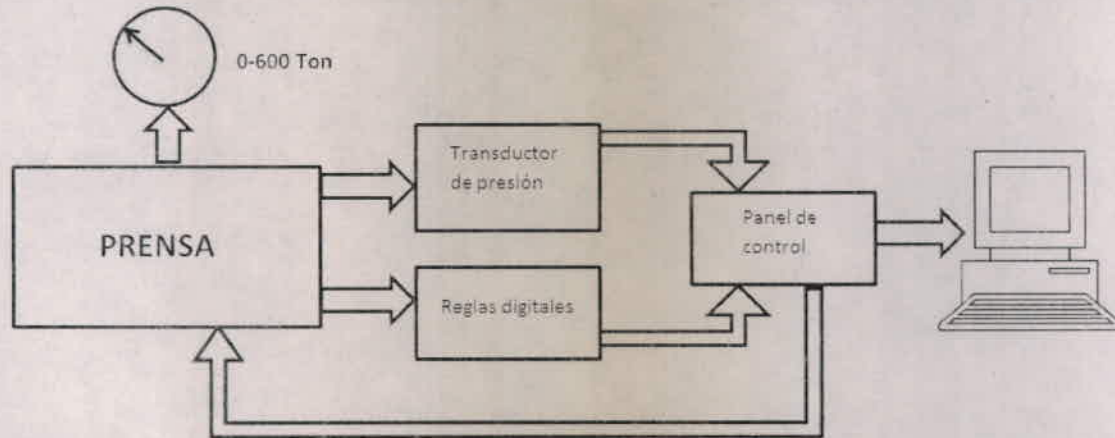 0-600 Ton
Transductor
de presión
PRENSA
Panel de
control
Reglas digitales